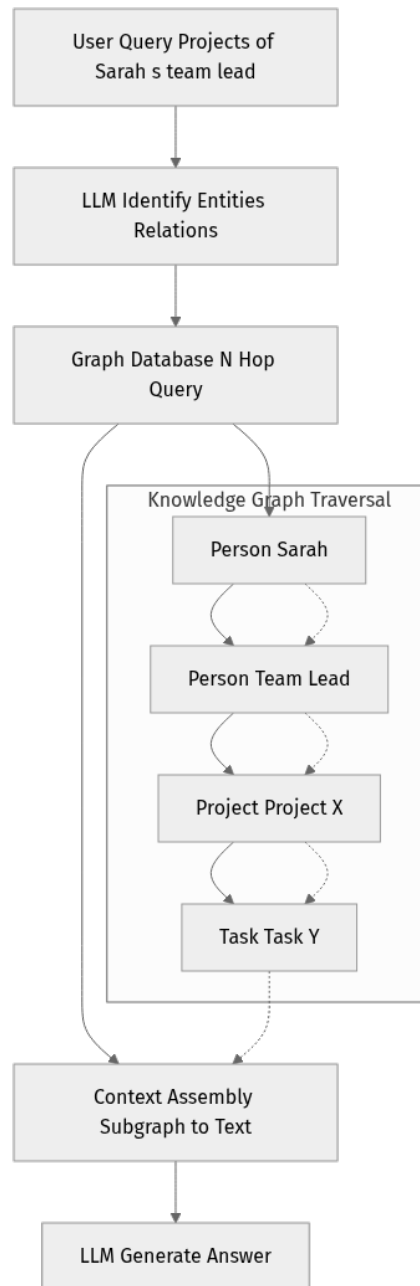 User Query Projects of
Sarah s team lead
LLM Identify Entities
Relations
Graph Database N Hop
Query
Knowledge Graph Traversal
Person Sarah
Person Team Lead
Project Project X
Task Task Y
Context Assembly
Subgraph to Text
LLM Generate Answer